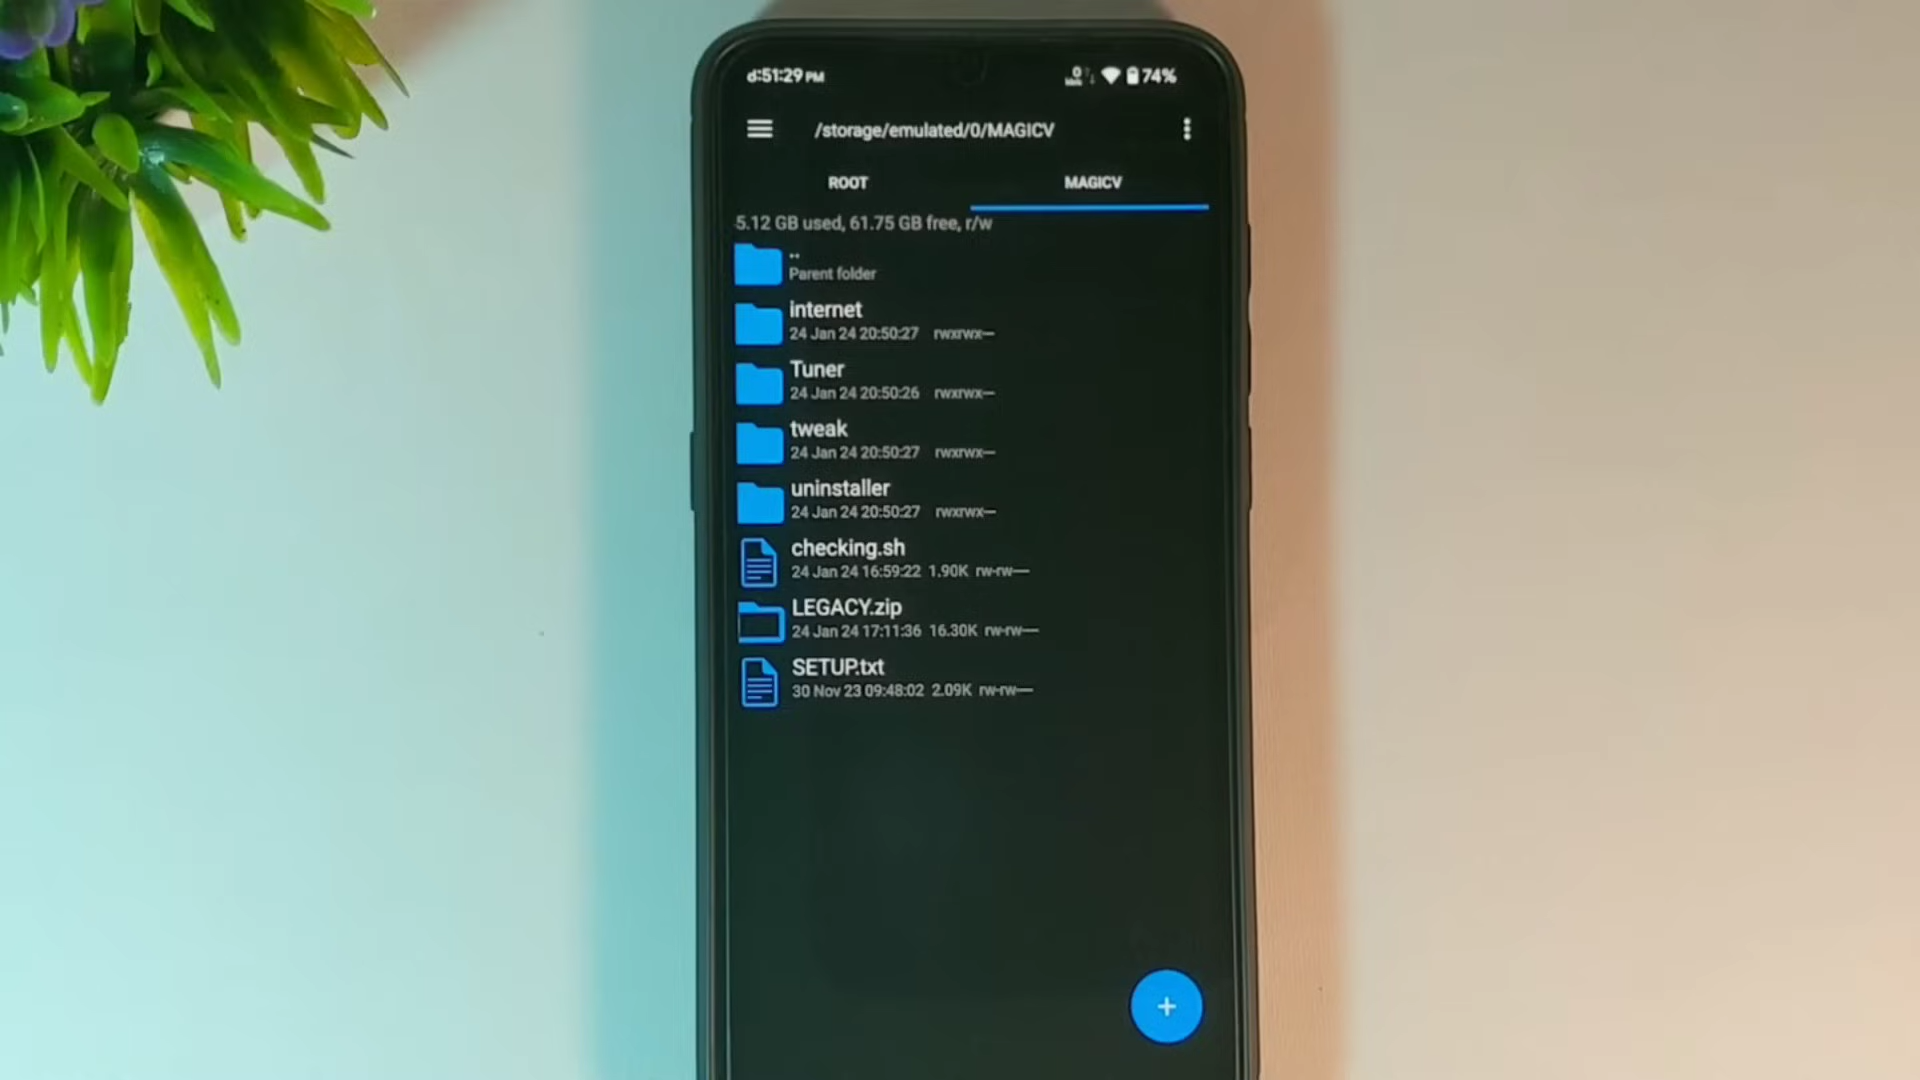 d:51:29 PM
0
74%
/storage/emulated/0/MAGICV
ROOT MAGICV
5.12 GB used, 61.75 GB free, r/w
..
Parent folder
internet
24 Jan 24 20:50:27 rwxrwx---
Tuner
24 Jan 24 20:50:26 rwxrwx---
tweak
24 Jan 24 20:50:27 rwxrwx---
uninstaller
24 Jan 24 20:50:27 rwxrwx---
checking.sh
24 Jan 24 16:59:22 1.90K rw-rw----
LEGACY.zip
24 Jan 24 17:11:36 16.30K rw-rw----
SETUP.txt
30 Nov 23 09:48:02 2.09K rw-rw----
+